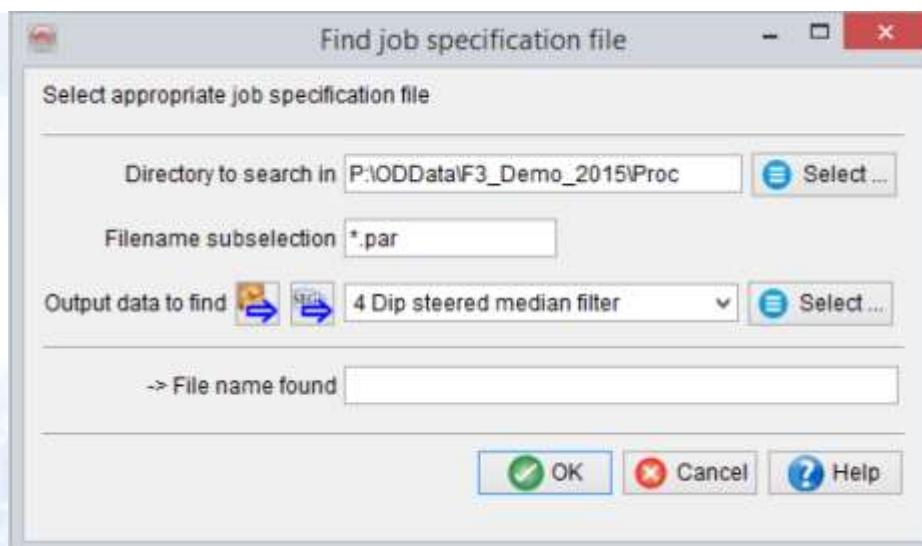 Find job specification file
Select appropriate job specification file
Directory to search in P:\ODData\F3_Demo_2015\Proc Select ...
Filename subselection *.par
Output data to find 4 Dip steered median filter Select ...
-> File name found
OK Cancel Help